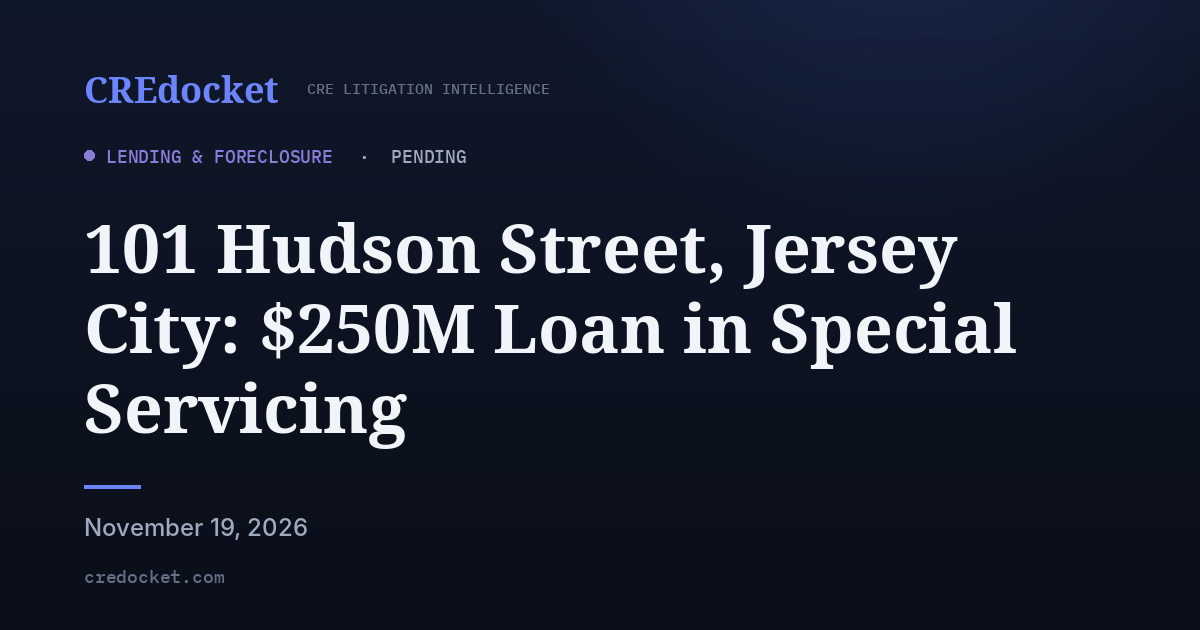 CREdocket CRE LITIGATION INTELLIGENCE
LENDING & FORECLOSURE · PENDING
101 Hudson Street, Jersey
City: $250M Loan in Special
Servicing
November 19, 2026
credocket.com